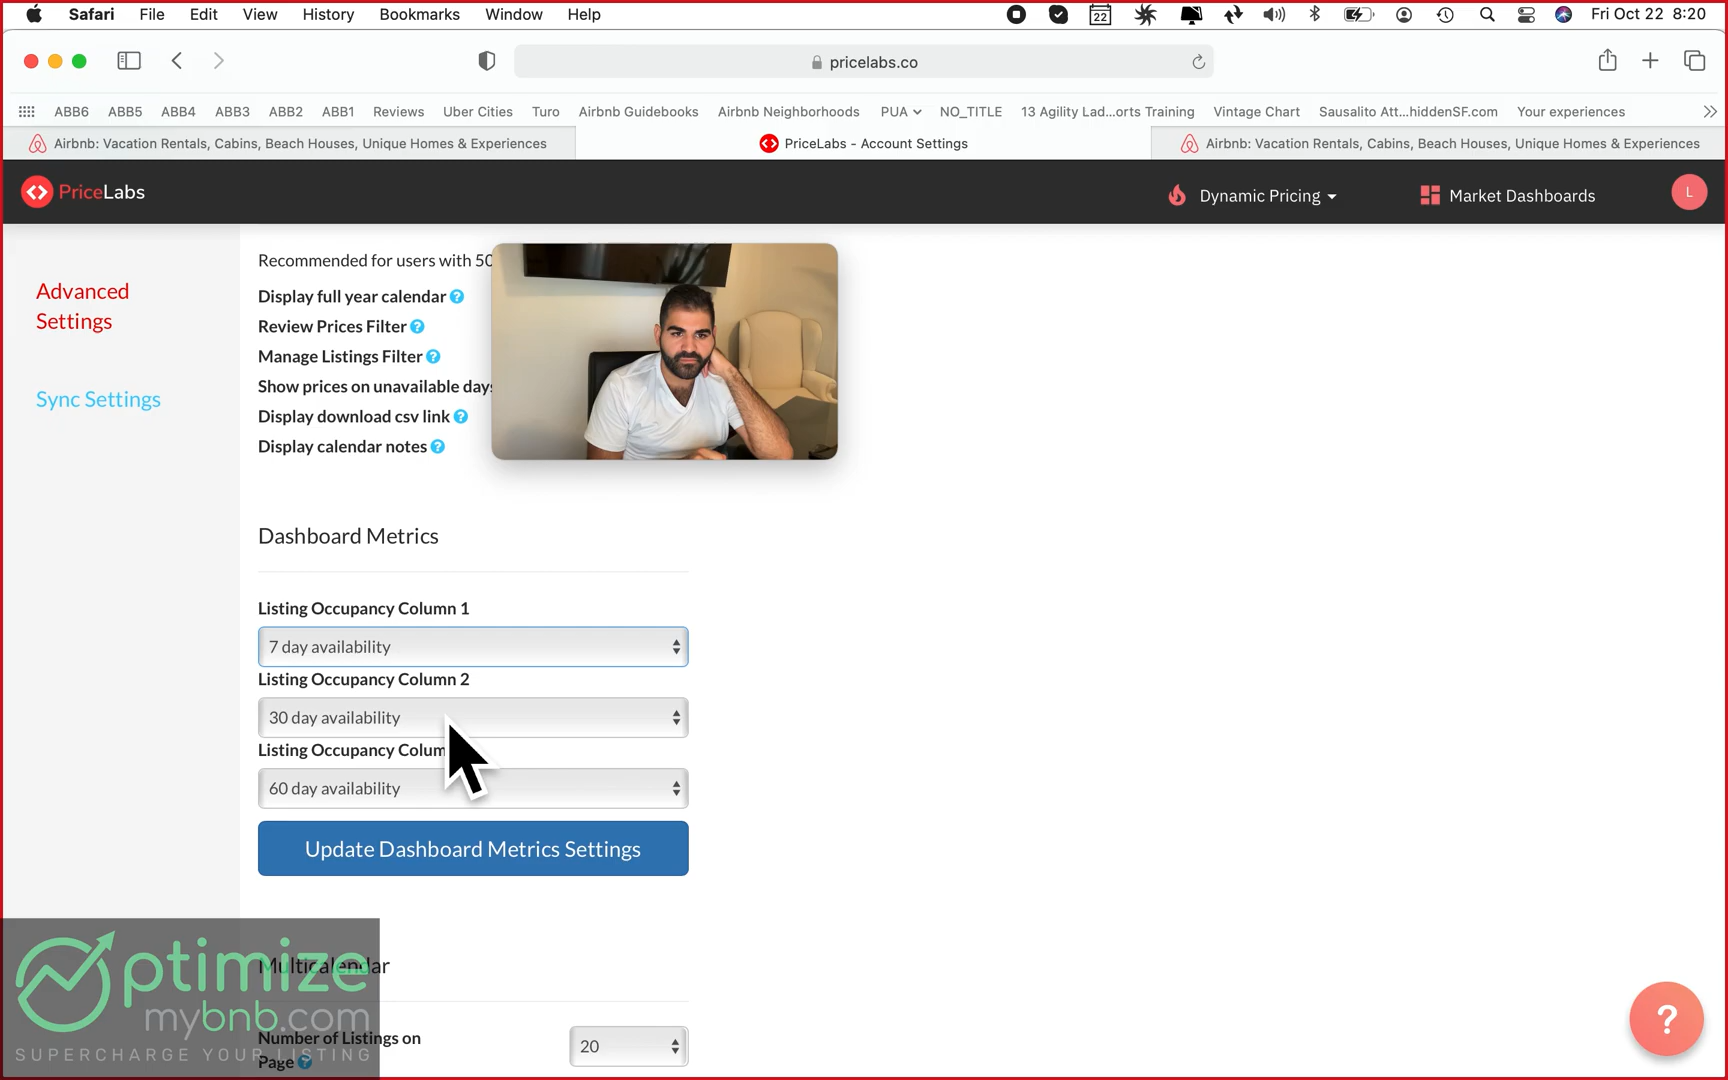 Safari File Edit View History Bookmarks Window Help 22 Fri Oct 22 8:20
pricelabs.co
ABB6 ABB5 ABB4 ABB3 ABB2 ABB1 Reviews Uber Cities Turo Airbnb Guidebooks Airbnb Neighborhoods PUA NO_TITLE 13 Agility Lad...orts Training Vintage Chart Sausalito Att...hiddenSF.com Your experiences
Airbnb: Vacation Rentals, Cabins, Beach Houses, Unique Homes & Experiences PriceLabs - Account Settings Airbnb: Vacation Rentals, Cabins, Beach Houses, Unique Homes & Experiences
PriceLabs Dynamic Pricing Market Dashboards L
Advanced
Settings
Sync Settings
Recommended for users with 50
Display full year calendar ?
Review Prices Filter ?
Manage Listings Filter ?
Show prices on unavailable days
Display download csv link ?
Display calendar notes ?
Dashboard Metrics
Listing Occupancy Column 1
7 day availability
Listing Occupancy Column 2
30 day availability
Listing Occupancy Colum
60 day availability
Update Dashboard Metrics Settings
Multicalendar
Number of Listings on
Page ?
20
?
Optimize
mybnb.com
SUPERCHARGE YOUR LISTING